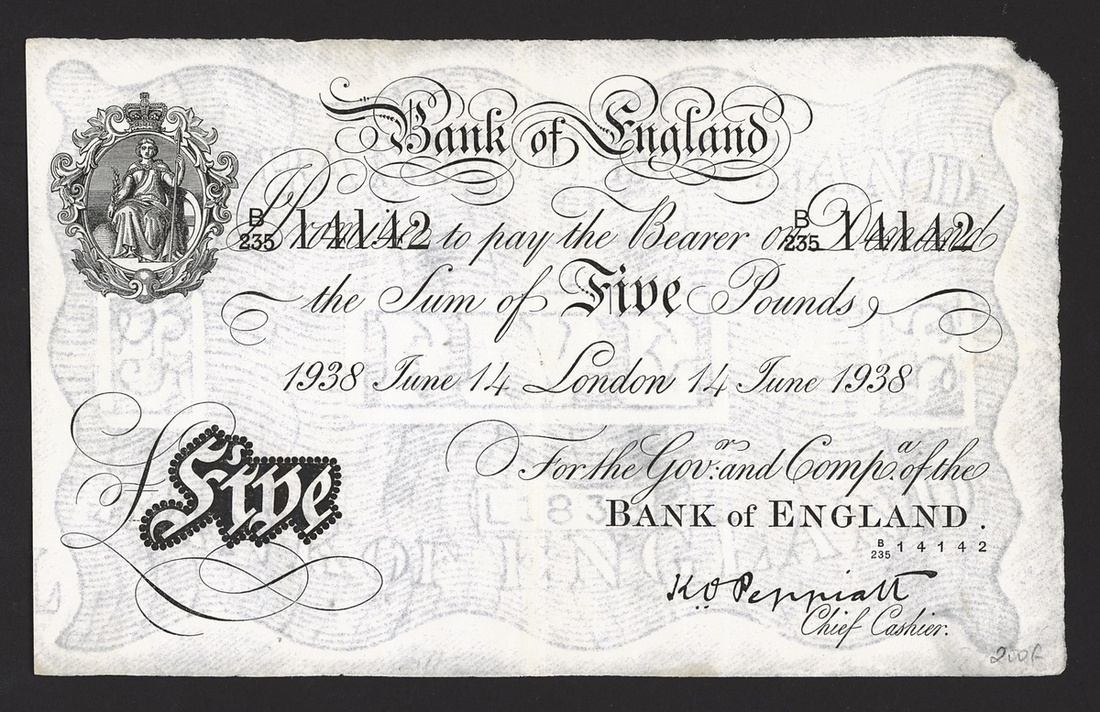 Bank of England
I Promise to pay the Bearer on Demand
B
235 14142
B
235 14142
the Sum of Five Pounds
1938 June 14 London 14 June 1938
£Five
For the Govr. and Compa. of the
BANK of ENGLAND.
B
235 14142
K O Peppiatt
Chief Cashier.